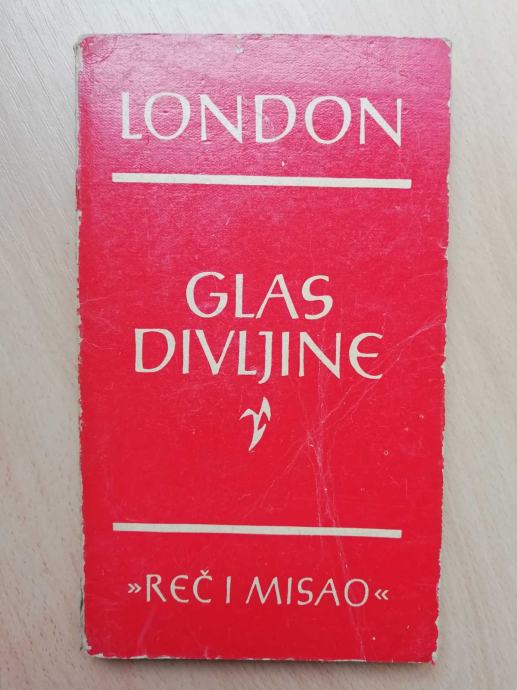 LONDON
GLAS
DIVLJINE
»REČ I MISAO«